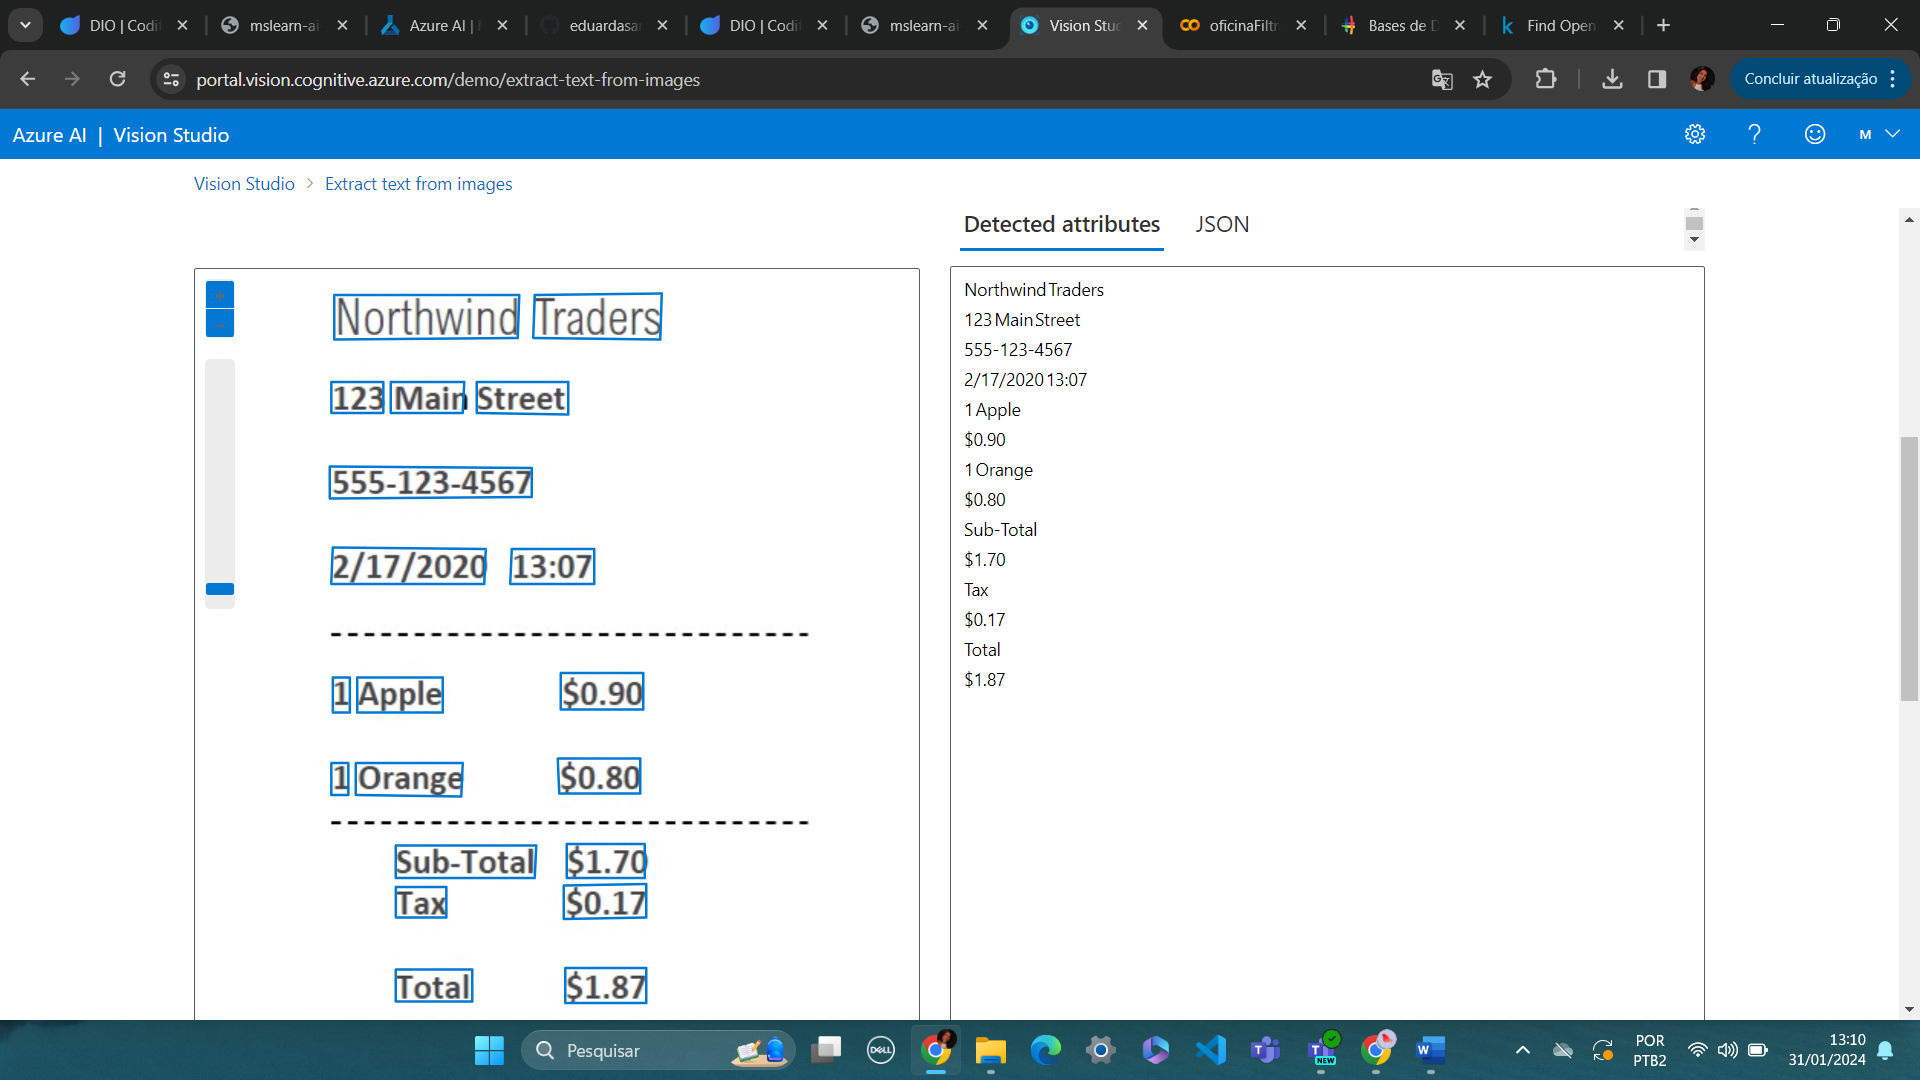 DIO | Codi
mslearn-ai
Azure AI |
eduardasa
DIO | Codi
mslearn-ai
Vision Stu
oficinaFiltr
Bases de D
Find Open
portal.vision.cognitive.azure.com/demo/extract-text-from-images
Concluir atualização
Azure AI | Vision Studio
M
Vision Studio > Extract text from images
Detected attributes
JSON
Northwind Traders
123 Main Street
555-123-4567
2/17/2020 13:07
1 Apple $0.90
1 Orange $0.80
Sub-Total $1.70
Tax $0.17
Total $1.87
Northwind Traders
123 Main Street
555-123-4567
2/17/2020 13:07
1 Apple
$0.90
1 Orange
$0.80
Sub-Total
$1.70
Tax
$0.17
Total
$1.87
Pesquisar
DELL
NEW
POR
PTB2
13:10
31/01/2024